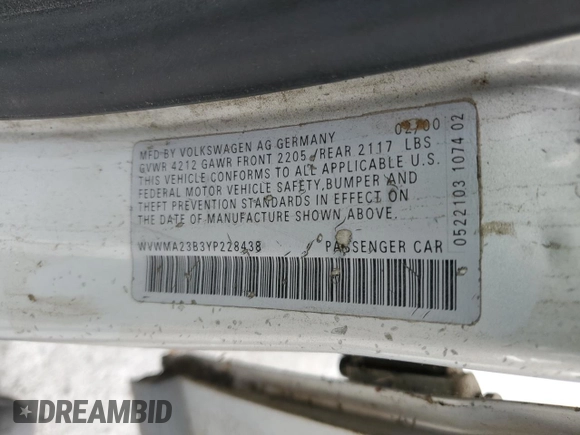 02/00
MFD BY VOLKSWAGEN AG GERMANY
GVWR 4212 GAWR FRONT 2205 /REAR 2117 LBS
THIS VEHICLE CONFORMS TO ALL APPLICABLE U.S.
FEDERAL MOTOR VEHICLE SAFETY,BUMPER AND
THEFT PREVENTION STANDARDS IN EFFECT ON
THE DATE OF MANUFACTURE SHOWN ABOVE.
WVWMA23B3YP228438 PASSENGER CAR
0522103 1074 02
6
DREAMBID